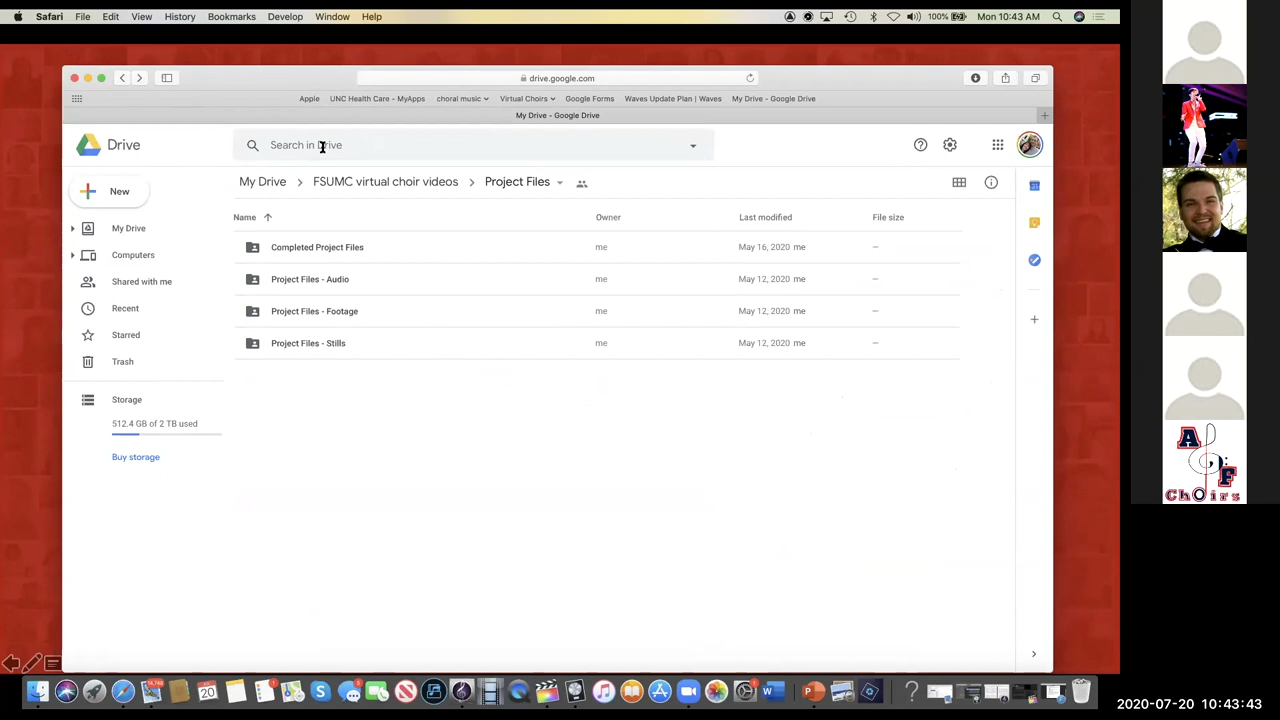 Safari File Edit View History Bookmarks Develop Window Help 100% Mon 10:43 AM
drive.google.com
Apple UNC Health Care - MyApps choral music Virtual Choirs Google Forms Waves Update Plan | Waves My Drive - Google Drive
My Drive - Google Drive
Drive
Search in Drive
New
My Drive > FSUMC virtual choir videos > Project Files
Name Owner Last modified File size
Completed Project Files me May 16, 2020 me —
Project Files - Audio me May 12, 2020 me —
Project Files - Footage me May 12, 2020 me —
Project Files - Stills me May 12, 2020 me —
My Drive
Computers
Shared with me
Recent
Starred
Trash
Storage
512.4 GB of 2 TB used
Buy storage
A
F
ChOirs
2020-07-20 10:43:43